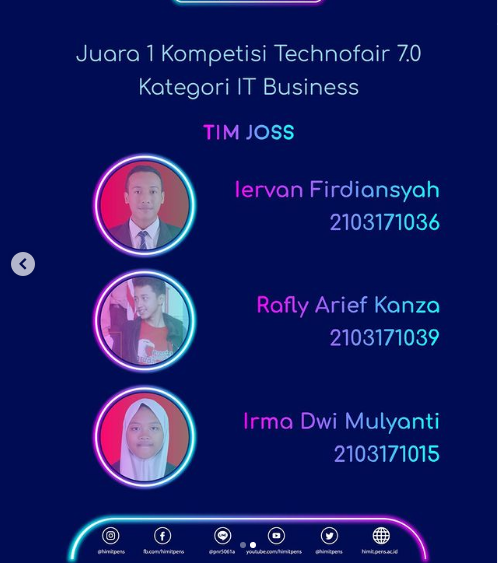 Juara 1 Kompetisi Technofair 7.0
Kategori IT Business
TIM JOSS
Iervan Firdiansyah
2103171036
Rafly Arief Kanza
2103171039
Irma Dwi Mulyanti
2103171015
@himitpens fb.com/himitpens @pnr5061a youtube.com/himitpens @himitpens himit.pens.ac.id